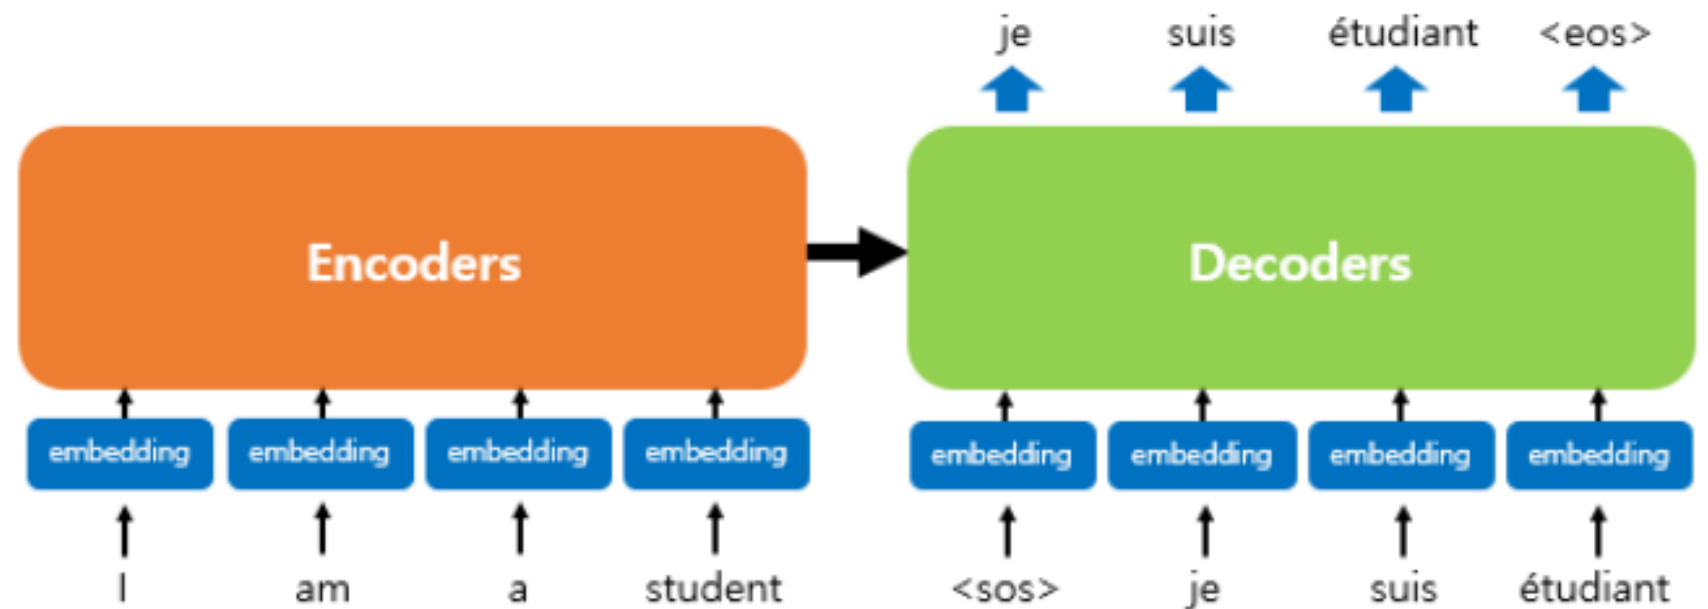 je suis étudiant <eos>
Encoders
Decoders
embedding embedding embedding embedding
embedding embedding embedding embedding
I am a student
<sos> je suis étudiant